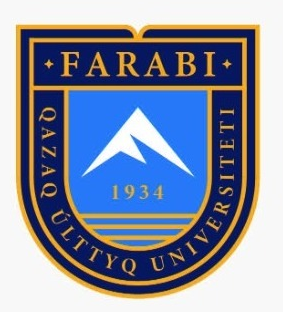 · FARABI ·
1934
QAZAQ ÚLTTYQ UNIVERSITETI